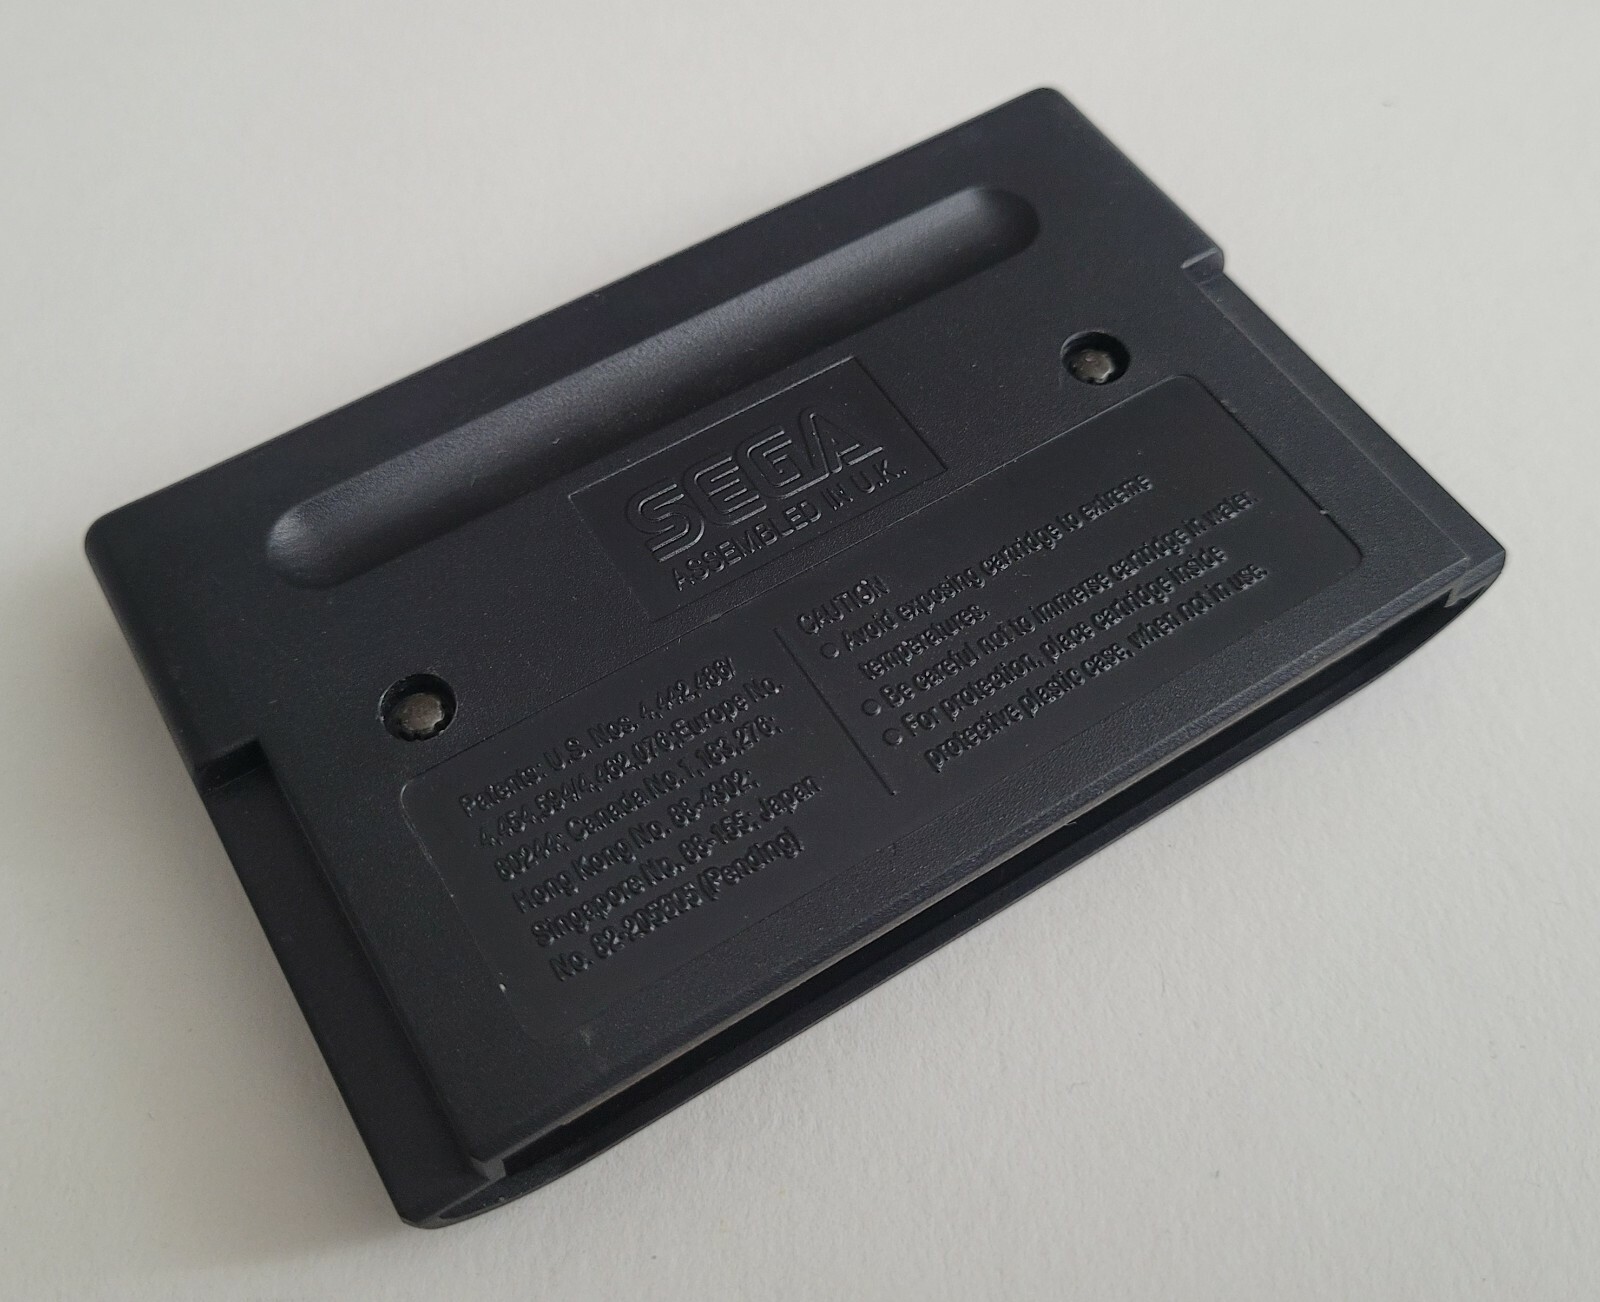 SEGA
ASSEMBLED IN U.K.
Patents: U.S. Nos. 4,442,486/
4,454,594/4,462,076;Europe No.
80244; Canada No.1,183,276;
Hong Kong No. 88-4302;
Singapore No. 88-155; Japan
No. 82-205605 (Pending)
CAUTION
● Avoid exposing cartridge to extreme
temperatures.
● Be careful not to immerse cartridge in water.
● For protection, place cartridge inside
protective plastic case, when not in use.